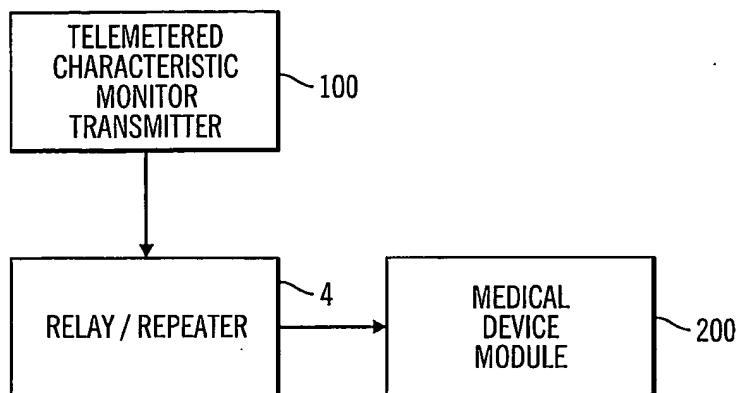 TELEMETERED
CHARACTERISTIC
MONITOR
TRANSMITTER
100
RELAY / REPEATER
4
MEDICAL
DEVICE
MODULE
200